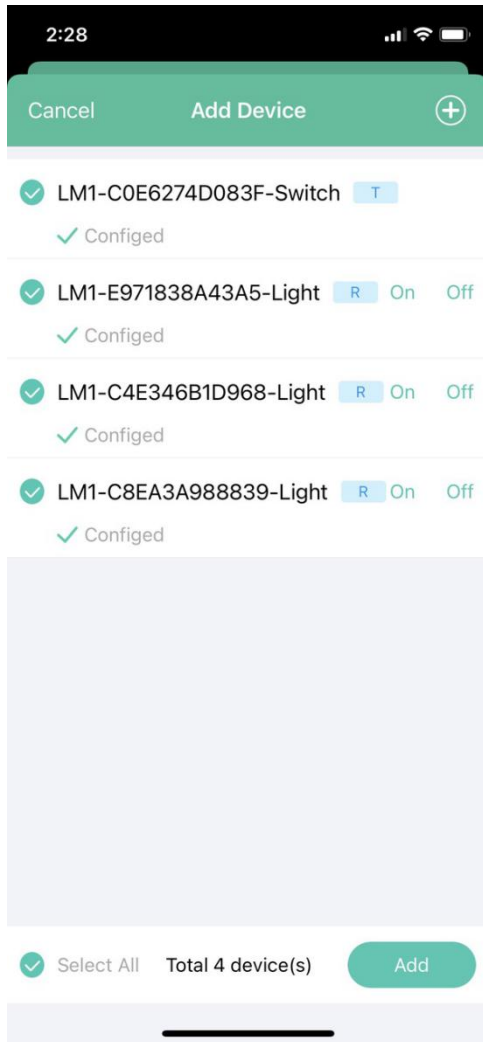 2:28
Cancel Add Device
LM1-C0E6274D083F-Switch T
Configed
LM1-E971838A43A5-Light R On Off
Configed
LM1-C4E346B1D968-Light R On Off
Configed
LM1-C8EA3A988839-Light R On Off
Configed
Select All Total 4 device(s) Add